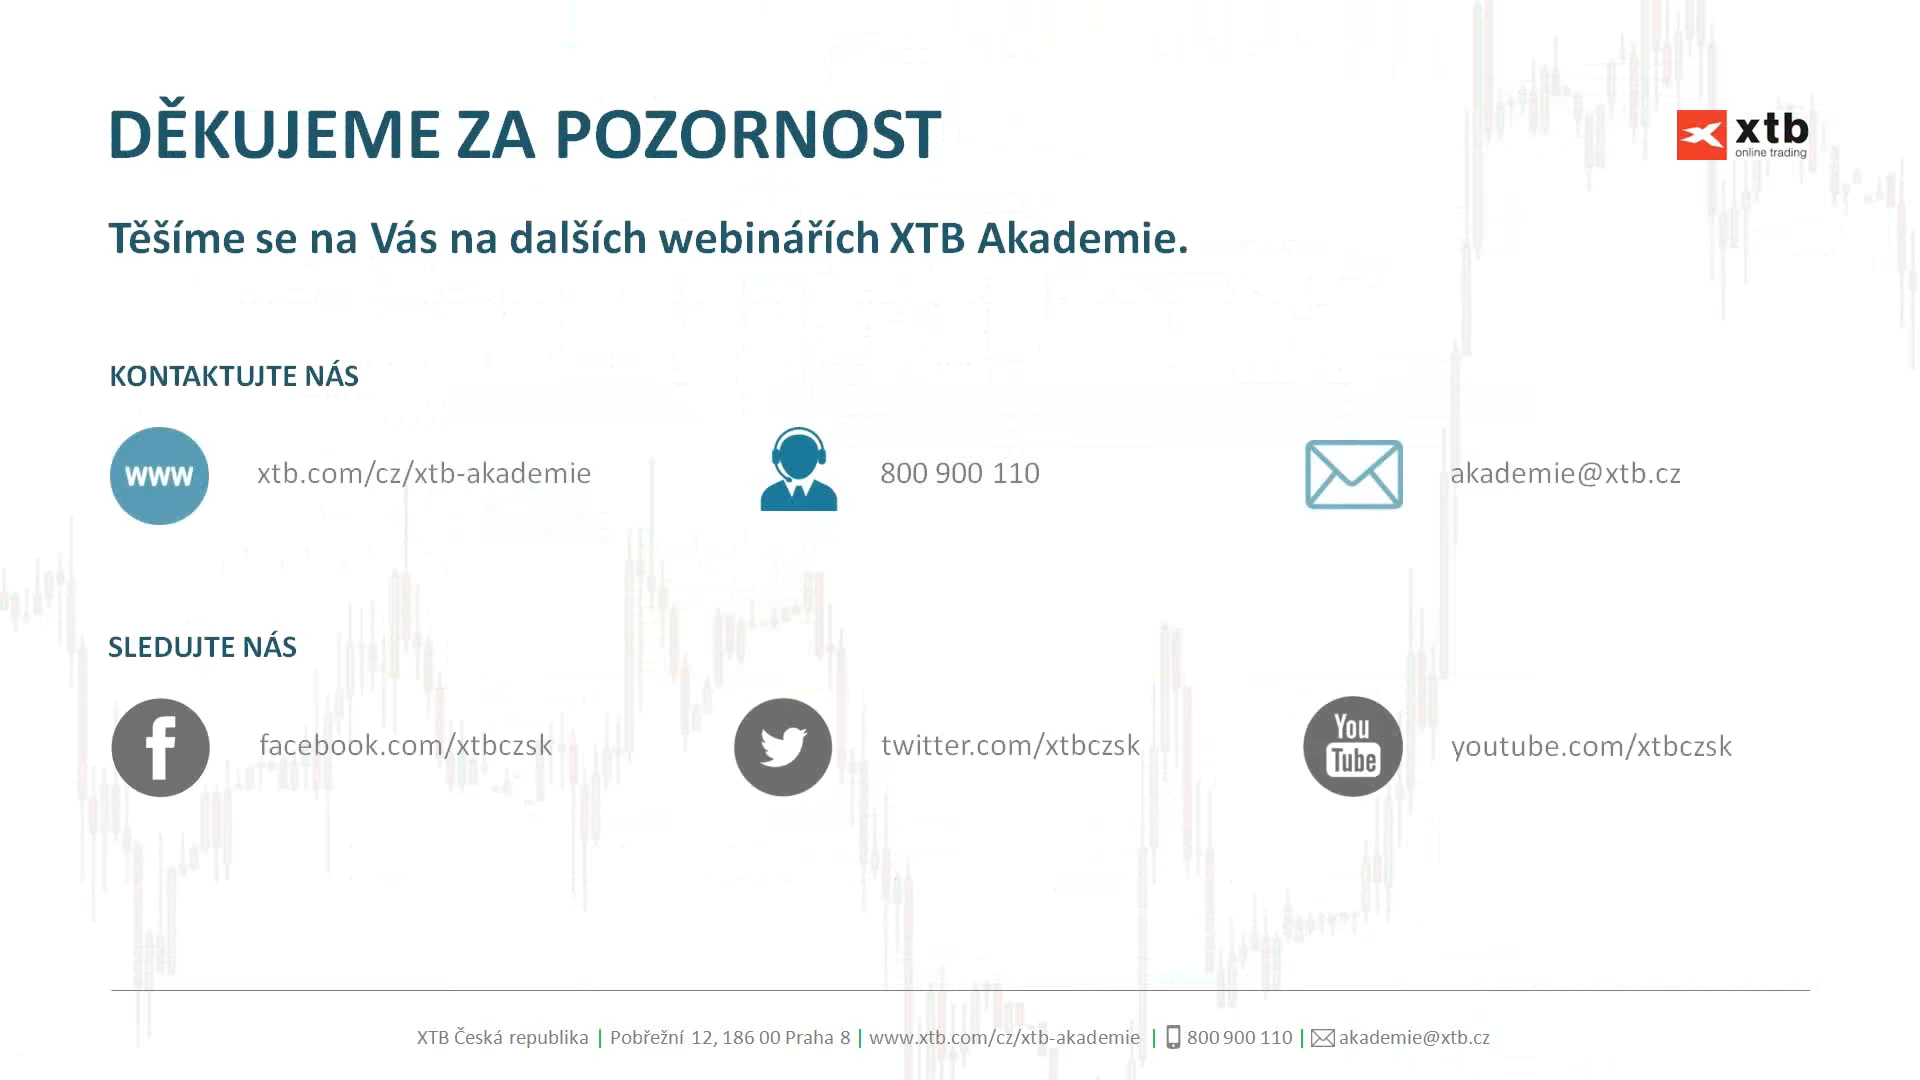 DĚKUJEME ZA POZORNOST
xtb
online trading
Těšíme se na Vás na dalších webinářích XTB Akademie.
KONTAKTUJTE NÁS
www
xtb.com/cz/xtb-akademie
800 900 110
akademie@xtb.cz
SLEDUJTE NÁS
f
facebook.com/xtbczsk
twitter.com/xtbczsk
You
Tube
youtube.com/xtbczsk
XTB Česká republika | Pobřežní 12, 186 00 Praha 8 | www.xtb.com/cz/xtb-akademie | 800 900 110 | akademie@xtb.cz